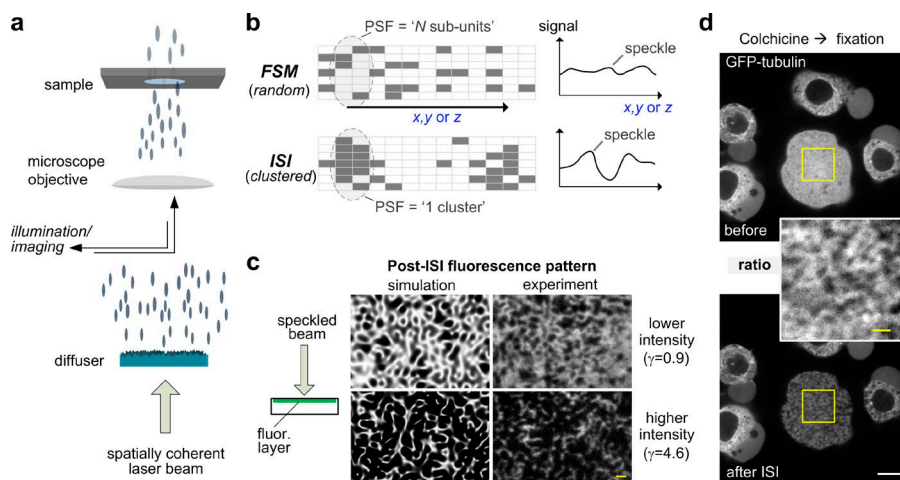 a
sample
microscope
objective
illumination/
imaging
diffuser
spatially coherent
laser beam
b
PSF = ‘N sub-units’
FSM
(random)
x,y or z
ISI
(clustered)
PSF = ‘1 cluster’
signal
speckle
x,y or z
speckle
c
Post-ISI fluorescence pattern
simulation
experiment
speckled
beam
fluor.
layer
lower
intensity
(γ=0.9)
higher
intensity
(γ=4.6)
d
Colchicine → fixation
GFP-tubulin
before
ratio
after ISI